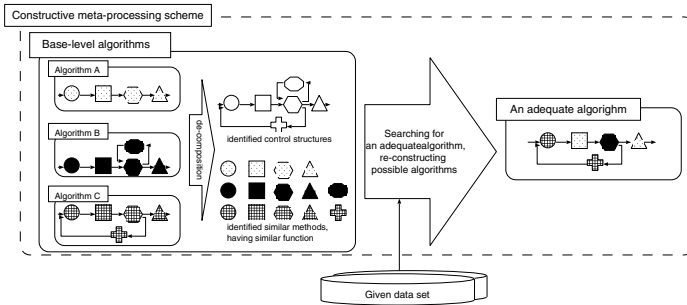 Constructive meta-processing scheme
Base-level algorithms
Algorithm A
Algorithm B
Algorithm C
de-composition
identified control structures
identified similar methods,
having similar function
Searching for
an adequatealgorithm,
re-constructing
possible algorithms
An adequate algorighm
Given data set